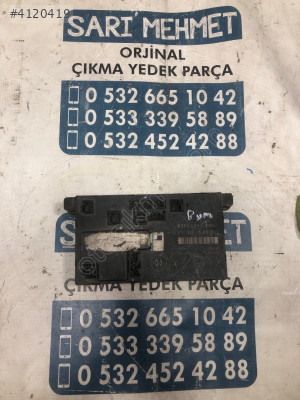 #4120419
SARI MEHMET
ORJİNAL
ÇIKMA YEDEK PARÇA
0 532 665 10 42
0 533 339 58 89
0 532 452 42 88
ÇIKMA YEDEK PARÇA
0 532 665 10 42
0 533 339 58 89
0 532 452 42 88